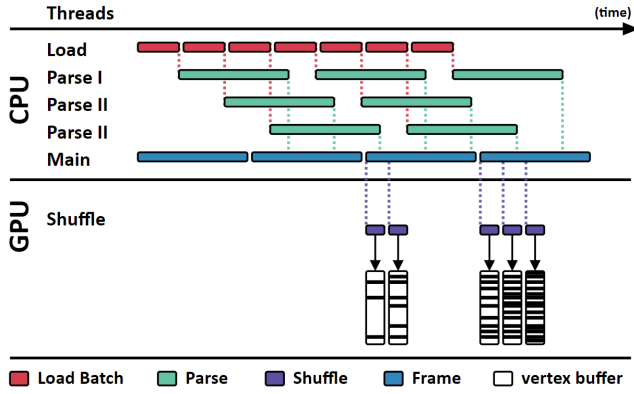 Threads
(time)
CPU
Load
Parse I
Parse II
Parse II
Main
GPU
Shuffle
Load Batch
Parse
Shuffle
Frame
vertex buffer